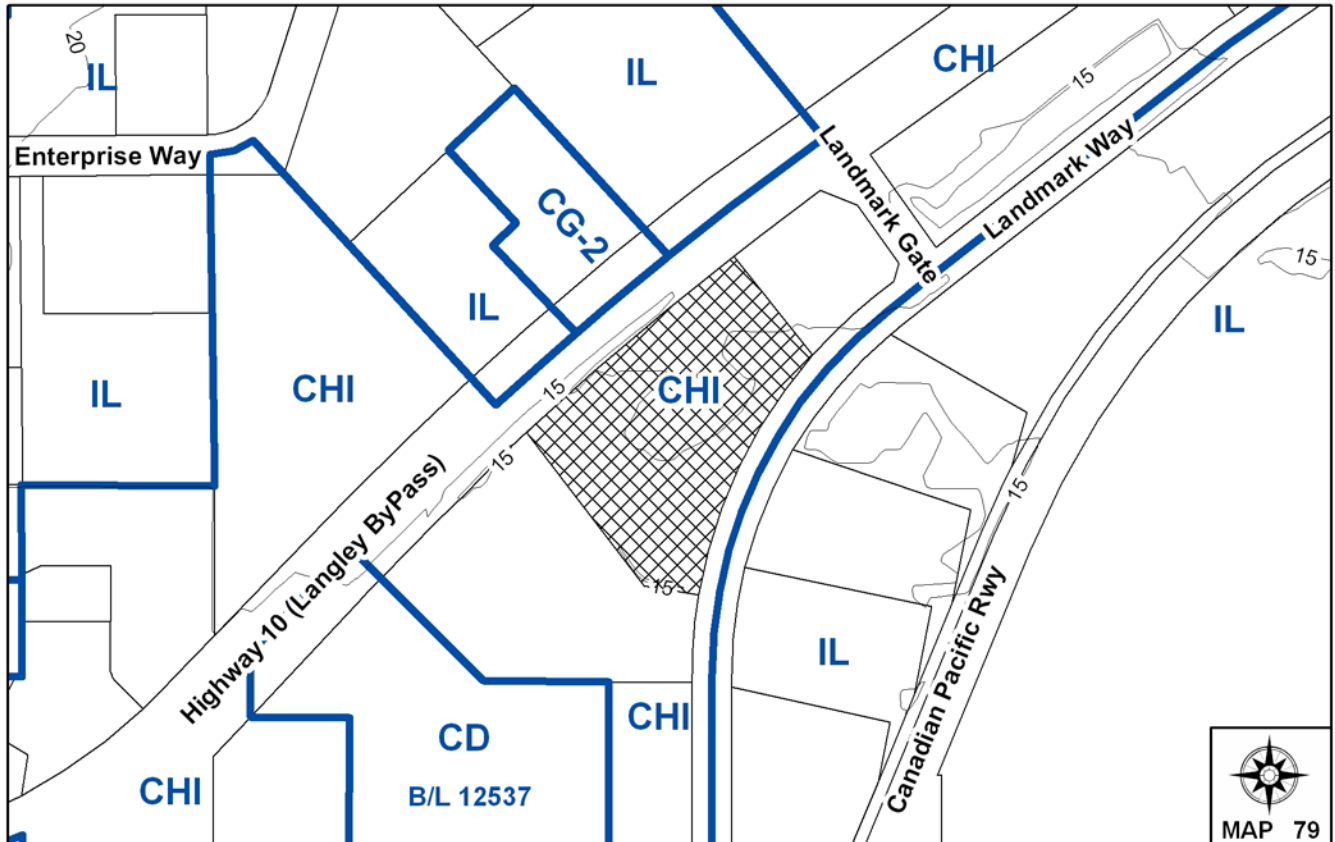 20
IL
IL
CHI
15
Enterprise Way
Landmark Gate
Landmark Way
CG-2
15
IL
IL
IL
CHI
15
CHI
15
15
Highway 10 (Langley ByPass)
15
IL
Canadian Pacific Rwy
CHI
CD
B/L 12537
CHI
MAP 79